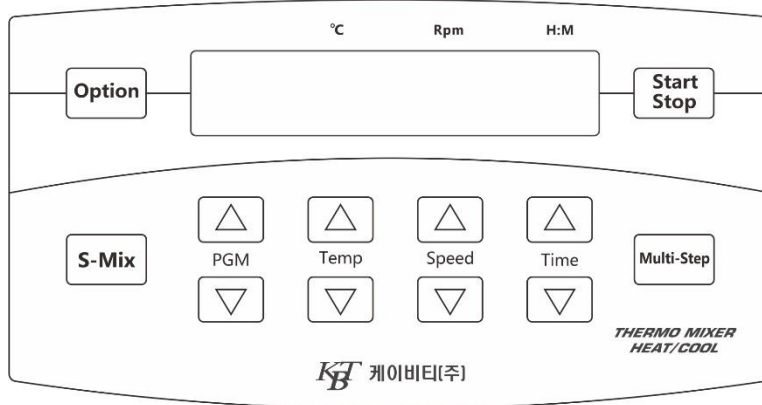 ℃ Rpm H:M
Option
Start
Stop
S-Mix
PGM Temp Speed Time
Multi-Step
THERMO MIXER
HEAT/COOL
KBT 케이비티(주)